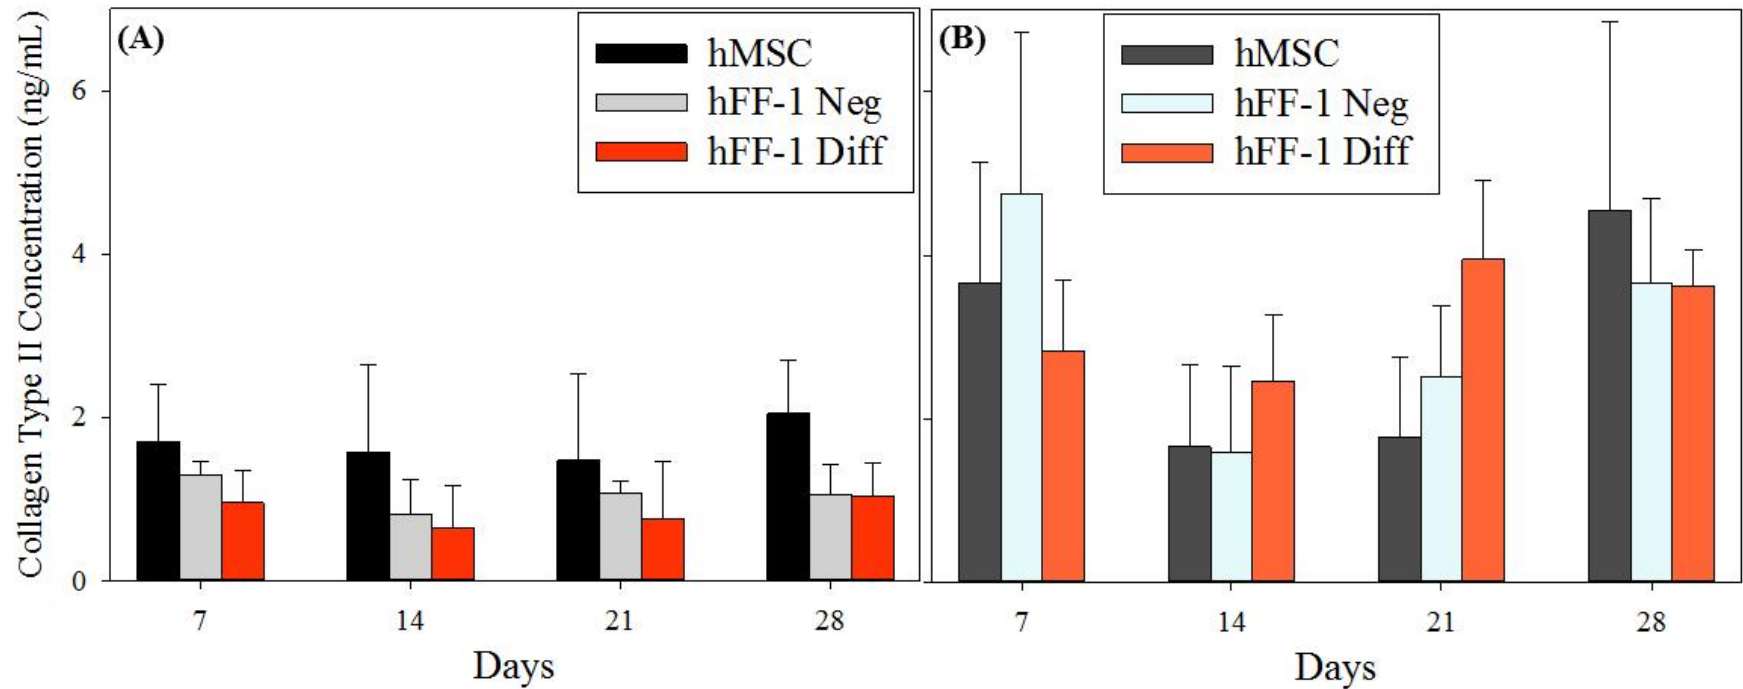 Collagen Type II Concentration (ng/mL)
(A)
hMSC
hFF-1 Neg
hFF-1 Diff
6
4
2
0
7 14 21 28
Days
(B)
hMSC
hFF-1 Neg
hFF-1 Diff
7 14 21 28
Days